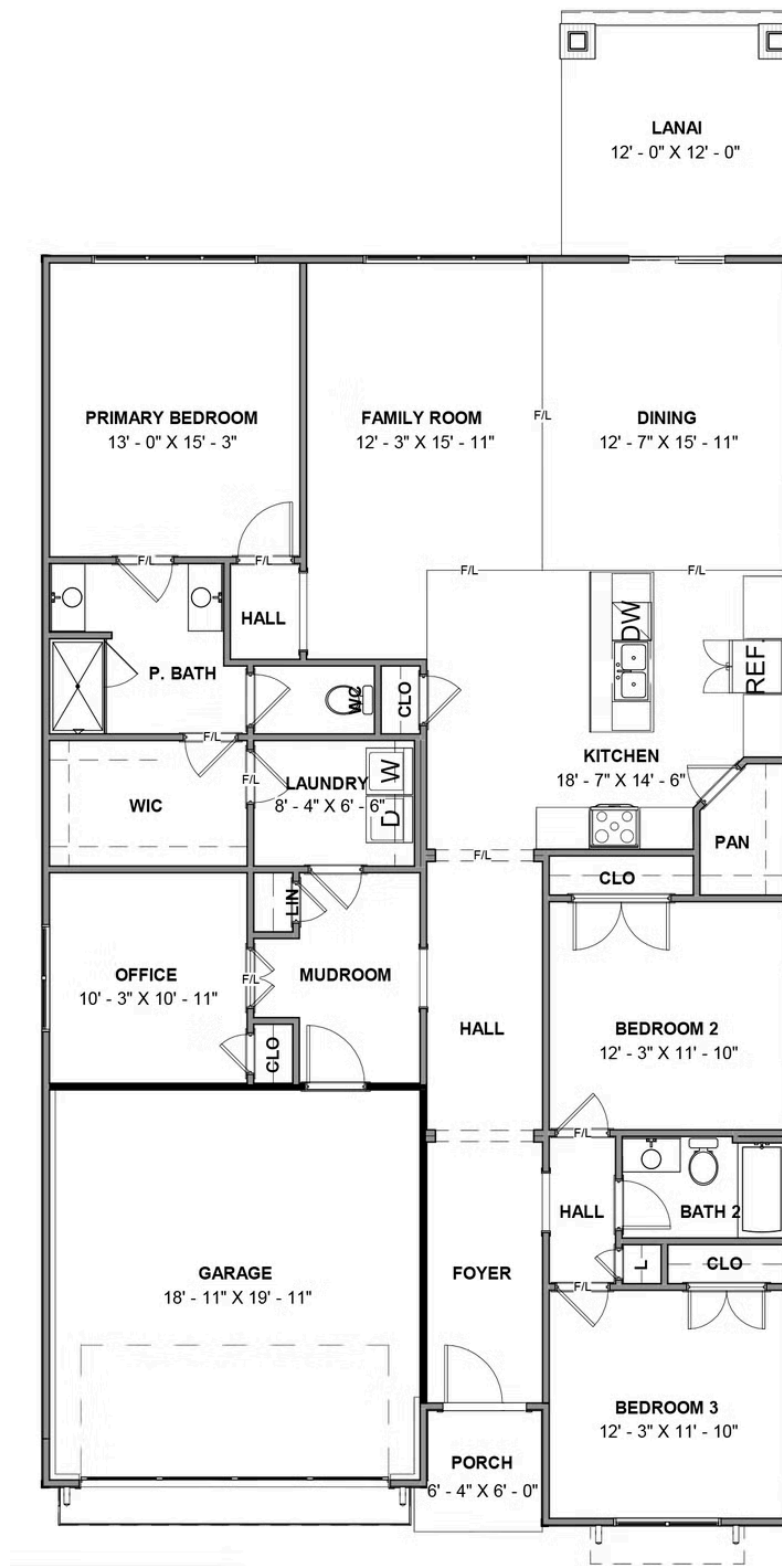 LANAI
12' - 0" X 12' - 0"
PRIMARY BEDROOM
13' - 0" X 15' - 3"
FAMILY ROOM
12' - 3" X 15' - 11"
F/L
DINING
12' - 7" X 15' - 11"
F/L
F/L
F/L
F/L
HALL
DW
REF
P. BATH
WC
CLO
F/L
KITCHEN
18' - 7" X 14' - 6"
WIC
F/L
LAUNDRY
8' - 4" X 6' - 6"
W
D
PAN
F/L
CLO
LIN
OFFICE
10' - 3" X 10' - 11"
F/L
MUDROOM
CLO
HALL
BEDROOM 2
12' - 3" X 11' - 10"
F/L
HALL
BATH 2
GARAGE
18' - 11" X 19' - 11"
FOYER
L
CLO
F/L
BEDROOM 3
12' - 3" X 11' - 10"
PORCH
6' - 4" X 6' - 0"